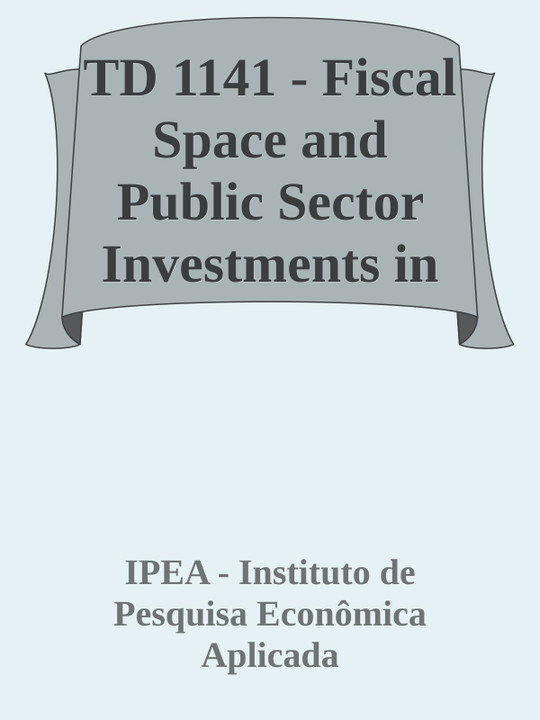 TD 1141 - Fiscal
Space and
Public Sector
Investments in
IPEA - Instituto de
Pesquisa Econômica
Aplicada